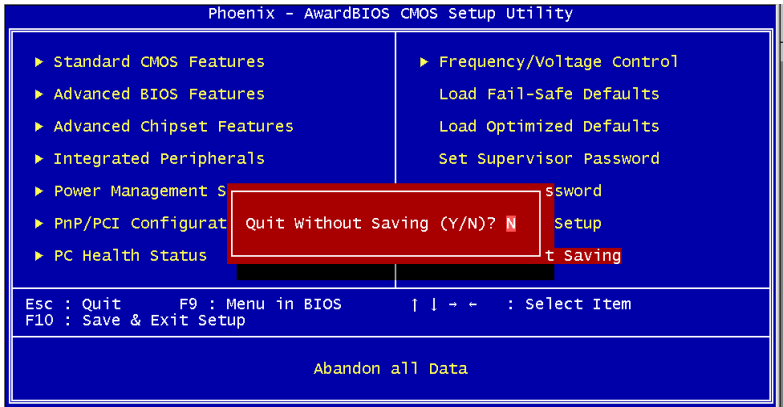 Phoenix - AwardBIOS CMOS Setup Utility
▶ Standard CMOS Features
▶ Advanced BIOS Features
▶ Advanced Chipset Features
▶ Integrated Peripherals
▶ Power Management S
▶ PnP/PCI Configurat
▶ PC Health Status
▶ Frequency/Voltage Control
Load Fail-Safe Defaults
Load Optimized Defaults
Set Supervisor Password
ssword
Setup
t Saving
Quit Without Saving (Y/N)? N
Esc : Quit F9 : Menu in BIOS ↑ ↓ → ← : Select Item
F10 : Save & Exit Setup
Abandon all Data